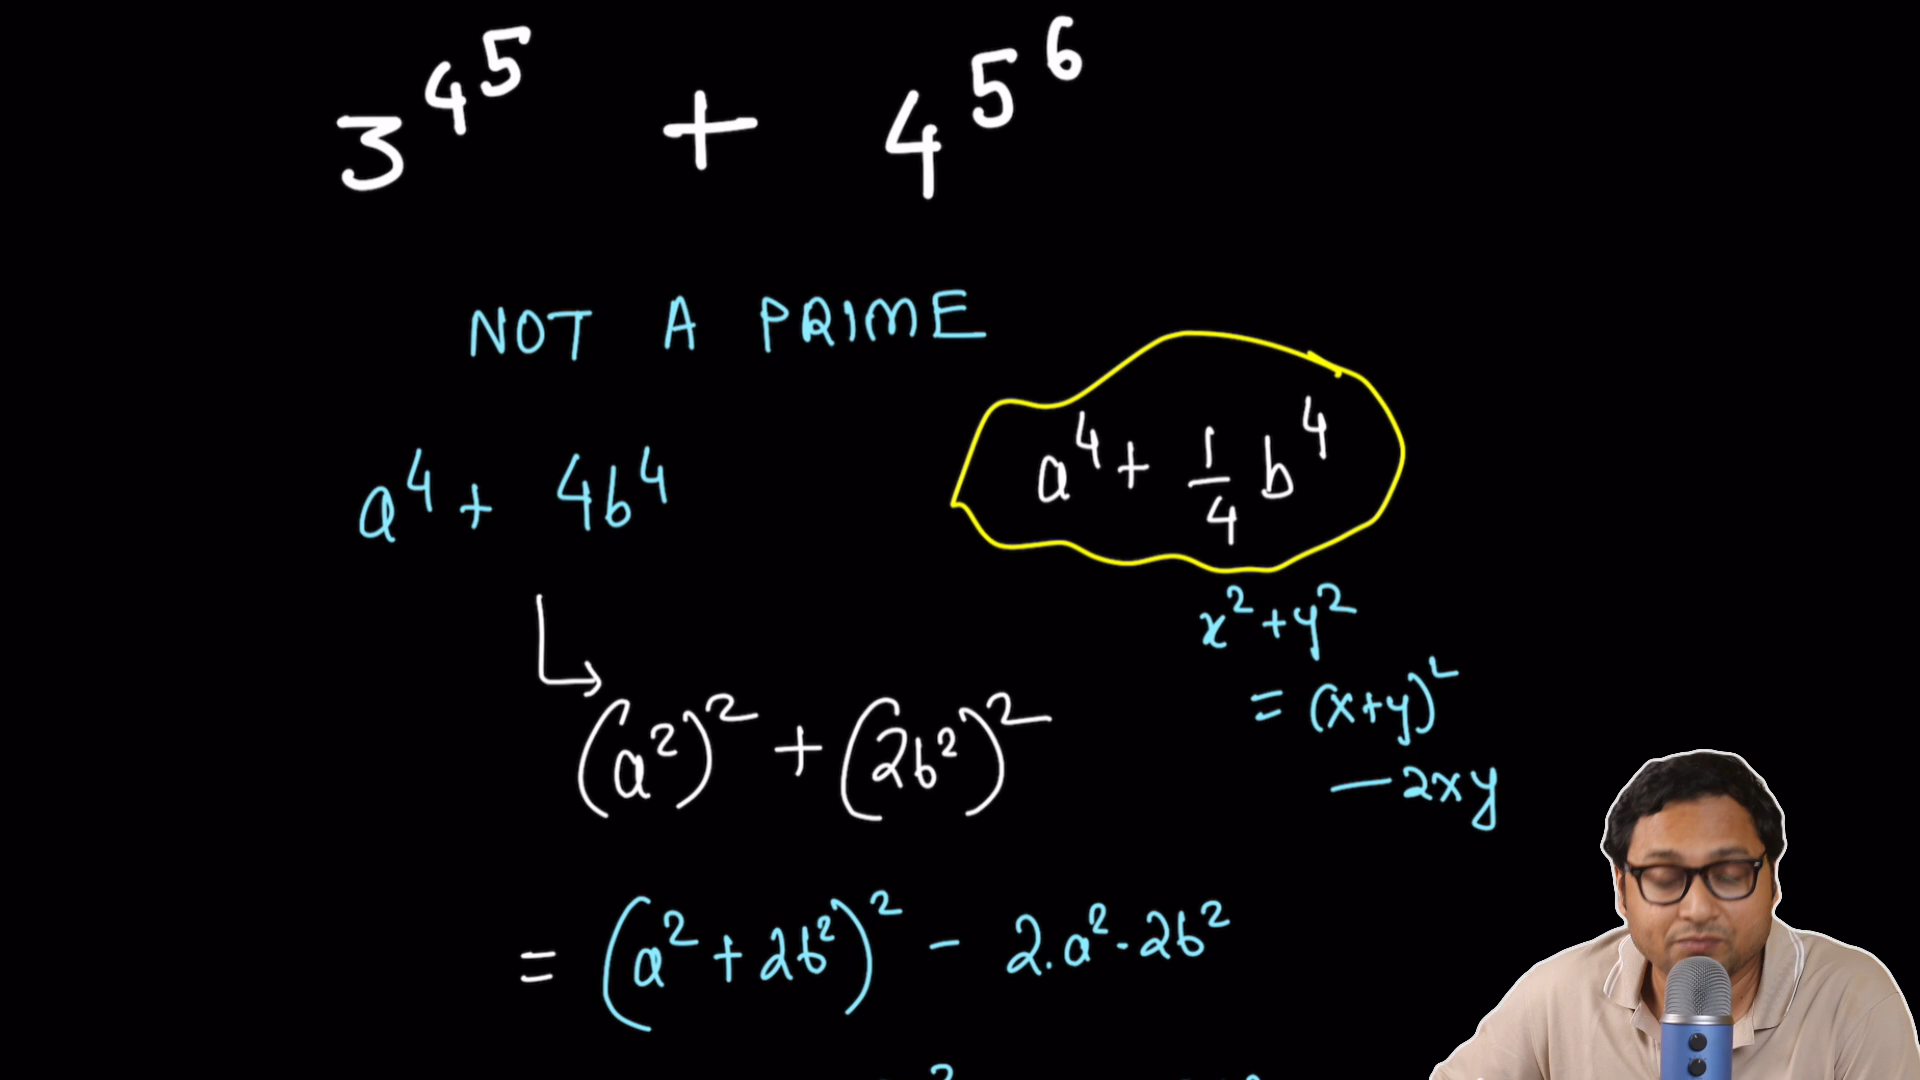 3^4^5 + 4^5^6
NOT A PRIME
a^4 + 4b^4
a^4 + 1/4 b^4
x^2+y^2
= (x+y)^2
- 2xy
(a^2)^2 + (2b^2)^2
= (a^2 + 2b^2)^2 - 2.a^2.2b^2